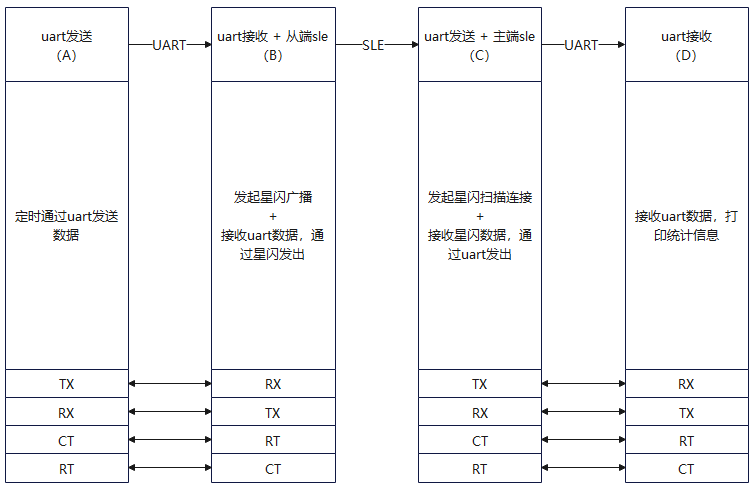 uart发送
（A）
UART
uart接收 + 从端sle
（B）
SLE
uart发送 + 主端sle
（C）
UART
uart接收
（D）
定时通过uart发送
数据
发起星闪广播
+
接收uart数据，通
过星闪发出
发起星闪扫描连接
+
接收星闪数据，通
过uart发出
接收uart数据，打
印统计信息
TX
RX
TX
RX
RX
TX
RX
TX
CT
RT
CT
RT
RT
CT
RT
CT